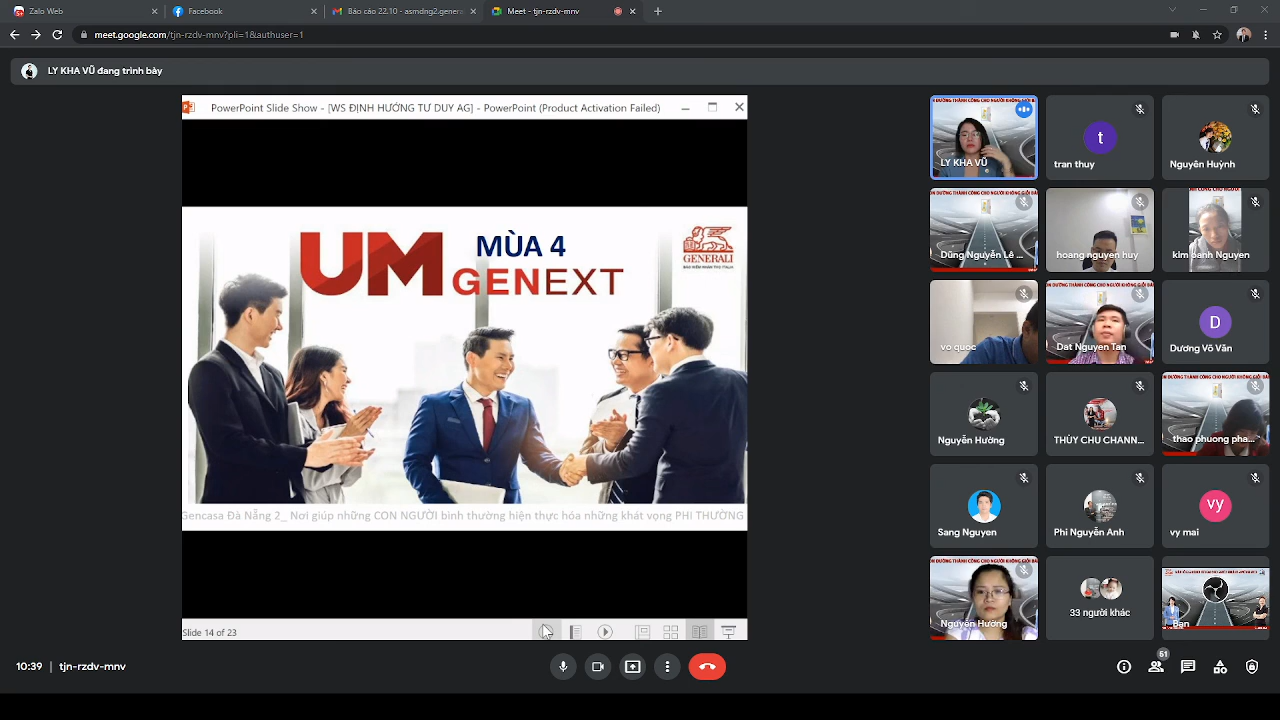 Zalo Web
Facebook
Báo cáo 22.10 - asmdng2.genera
Meet - tjn-rzdv-mnv
meet.google.com/tjn-rzdv-mnv?pli=1&authuser=1
LY KHA VŨ đang trình bày
PowerPoint Slide Show - [WS ĐỊNH HƯỚNG TƯ DUY AG] - PowerPoint (Product Activation Failed)
UM
MÙA 4
GENEXT
GENERALI
Gencasa Đà Nẵng 2_ Nơi giúp những CON NGƯỜI bình thường hiện thực hóa những khát vọng PHI THƯỜNG
Slide 14 of 23
LY KHA VŨ
t
tran thuy
Nguyên Huỳnh
Dũng Nguyễn Lê ...
hoang nguyen huy
kim oanh Nguyen
vo quoc
Dat Nguyen Tan
D
Dương Võ Văn
Nguyễn Hường
THÙY CHU CHANN...
thao phuong pha...
Sang Nguyen
Phi Nguyễn Anh
vy
vy mai
Nguyễn Hường
33 người khác
Bạn
10:39
tjn-rzdv-mnv
61